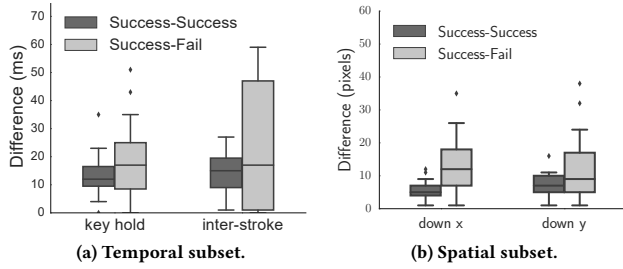 70
60
50
40
30
20
10
0
Difference (ms)
Success-Success
Success-Fail
key hold
inter-stroke
(a) Temporal subset.
60
50
40
30
20
10
0
Difference (pixels)
Success-Success
Success-Fail
down x
down y
(b) Spatial subset.